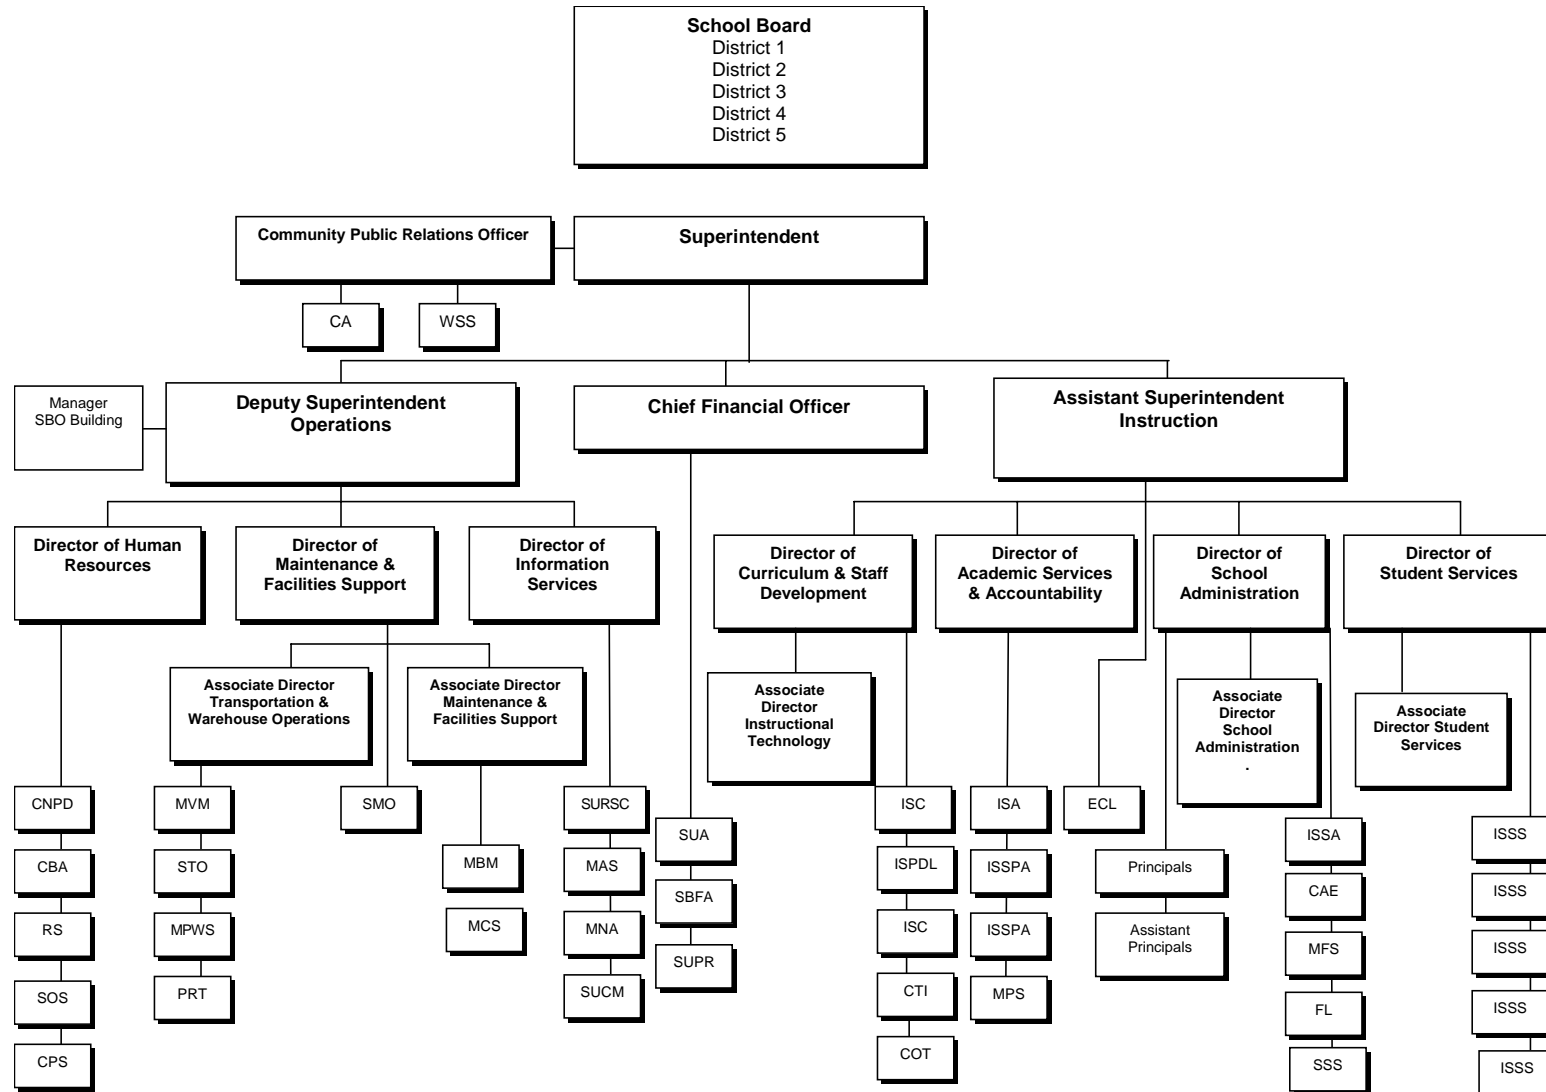 School Board
District 1
District 2
District 3
District 4
District 5
Community Public Relations Officer
Superintendent
CA
WSS
Manager
SBO Building
Deputy Superintendent
Operations
Chief Financial Officer
Assistant Superintendent
Instruction
Director of Human
Resources
Director of
Maintenance &
Facilities Support
Director of
Information
Services
Director of
Curriculum & Staff
Development
Director of
Academic Services
& Accountability
Director of
School
Administration
Director of
Student Services
Associate Director
Transportation &
Warehouse Operations
Associate Director
Maintenance &
Facilities Support
Associate
Director
Instructional
Technology
Associate
Director
School
Administration
.
Associate
Director Student
Services
CNPD
CBA
RS
SOS
CPS
MVM
STO
MPWS
PRT
SMO
MBM
MCS
SURSC
MAS
MNA
SUCM
SUA
SBFA
SUPR
ISC
ISPDL
ISC
CTI
COT
ISA
ISSPA
ISSPA
MPS
ECL
Principals
Assistant
Principals
ISSA
CAE
MFS
FL
SSS
ISSS
ISSS
ISSS
ISSS
ISSS